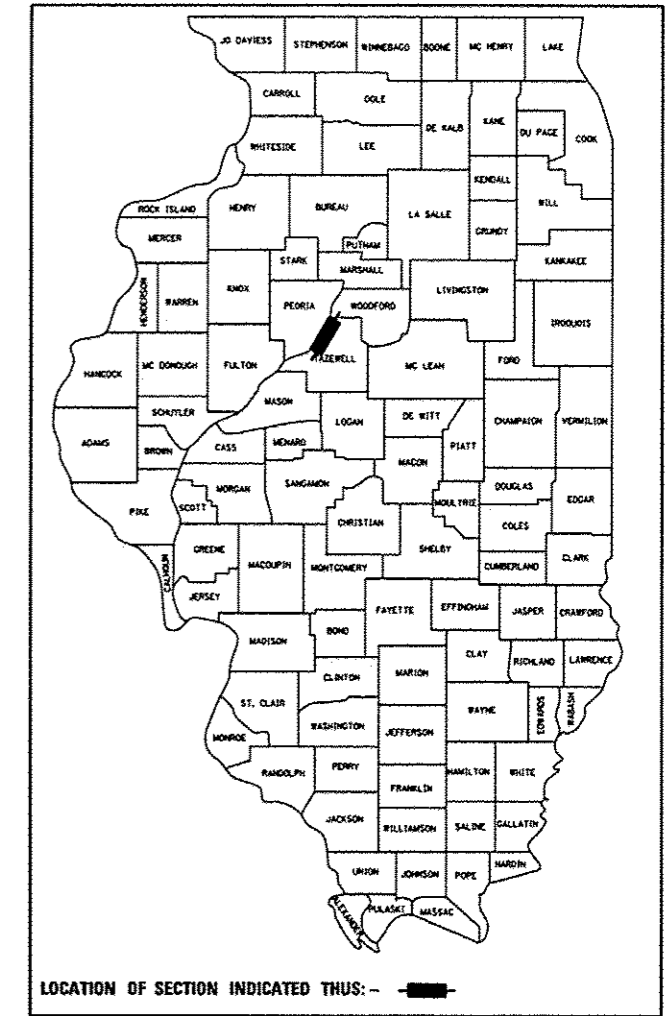 JO DAVIESS STEPHENSON WINNEBAGO BOONE MC HENRY LAKE
CARROLL OGLE DE KALB KANE DU PAGE COOK
WHITESIDE LEE KENDALL WILL
ROCK ISLAND HENRY BUREAU LA SALLE GRUNDY
MERCER STARK PUTNAM KANKAKEE
MARSHALL LIVINGSTON
HENDERSON WARREN KNOX PEORIA WOODFORD IROQUOIS
HANCOCK MC DONOUGH FULTON TAZEWELL MC LEAN FORD
MASON
SCHUYLER LOGAN DE WITT CHAMPAIGN VERMILION
ADAMS BROWN CASS MENARD PIATT
MACON
PIKE SCOTT MORGAN SANGAMON MOULTRIE DOUGLAS EDGAR
CHRISTIAN COLES
GREENE SHELBY
CALHOUN MACOUPIN MONTGOMERY CUMBERLAND CLARK
JERSEY FAYETTE EFFINGHAM JASPER CRAWFORD
MADISON BOND
CLAY RICHLAND LAWRENCE
CLINTON MARION
ST. CLAIR WAYNE EDWARDS WABASH
MONROE WASHINGTON JEFFERSON
RANDOLPH PERRY HAMILTON WHITE
FRANKLIN
JACKSON WILLIAMSON SALINE GALLATIN
UNION JOHNSON POPE HARDIN
ALEXANDER PULASKI MASSAC
LOCATION OF SECTION INDICATED THUS: -